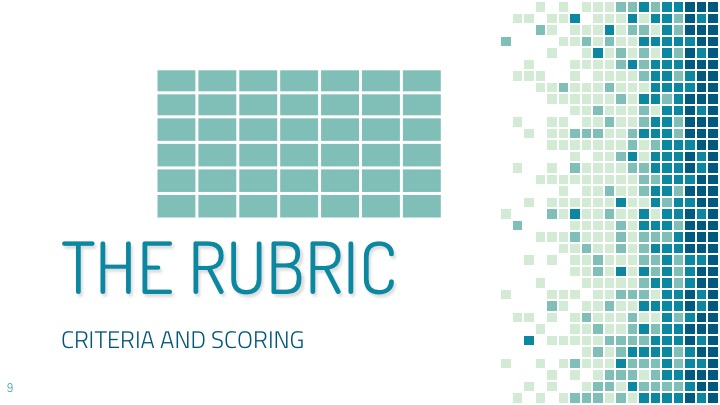 THE RUBRIC
CRITERIA AND SCORING
9